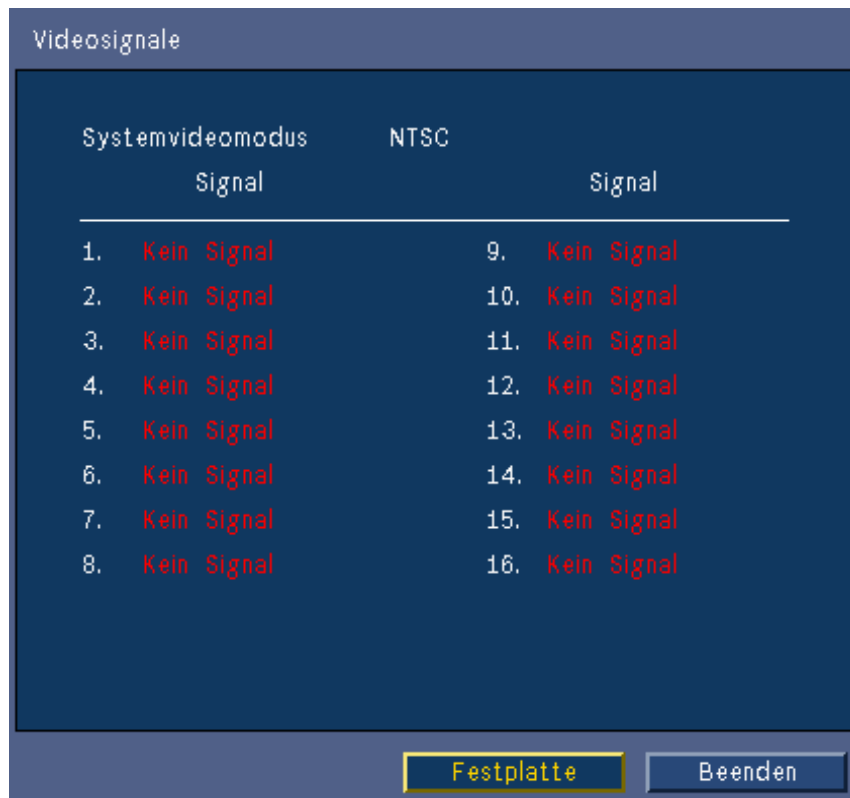 Videosignale
Systemvideomodus NTSC
Signal Signal
1. Kein Signal 9. Kein Signal
2. Kein Signal 10. Kein Signal
3. Kein Signal 11. Kein Signal
4. Kein Signal 12. Kein Signal
5. Kein Signal 13. Kein Signal
6. Kein Signal 14. Kein Signal
7. Kein Signal 15. Kein Signal
8. Kein Signal 16. Kein Signal
Festplatte Beenden